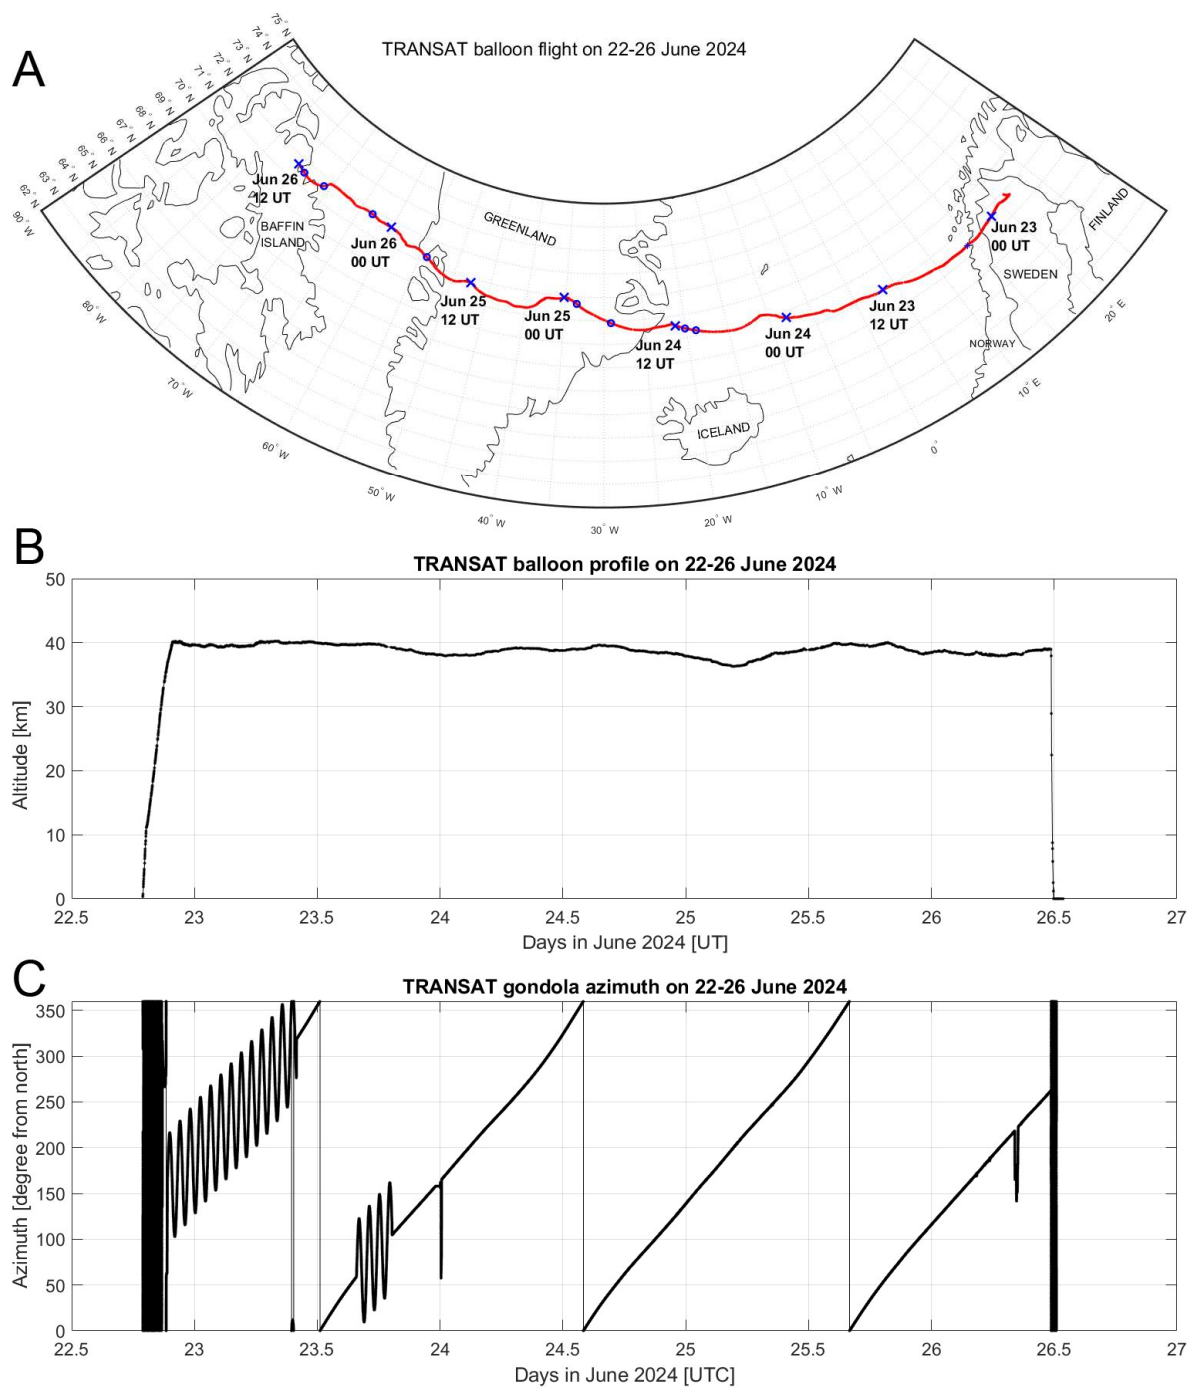 A
TRANSAT balloon flight on 22-26 June 2024
75° N
74° N
73° N
72° N
71° N
70° N
69° N
68° N
67° N
66° N
65° N
64° N
63° N
62° N
90° W
80° W
70° W
60° W
50° W
40° W
30° W
20° W
10° W
0°
10° E
20° E
Jun 26
12 UT
BAFFIN
ISLAND
Jun 26
00 UT
GREENLAND
Jun 25
12 UT
Jun 25
00 UT
Jun 24
12 UT
Jun 24
00 UT
Jun 23
12 UT
Jun 23
00 UT
FINLAND
SWEDEN
NORWAY
ICELAND
B
TRANSAT balloon profile on 22-26 June 2024
Altitude [km]
50
40
30
20
10
0
22.5 23 23.5 24 24.5 25 25.5 26 26.5 27
Days in June 2024 [UT]
C
TRANSAT gondola azimuth on 22-26 June 2024
Azimuth [degree from north]
350
300
250
200
150
100
50
0
22.5 23 23.5 24 24.5 25 25.5 26 26.5 27
Days in June 2024 [UTC]